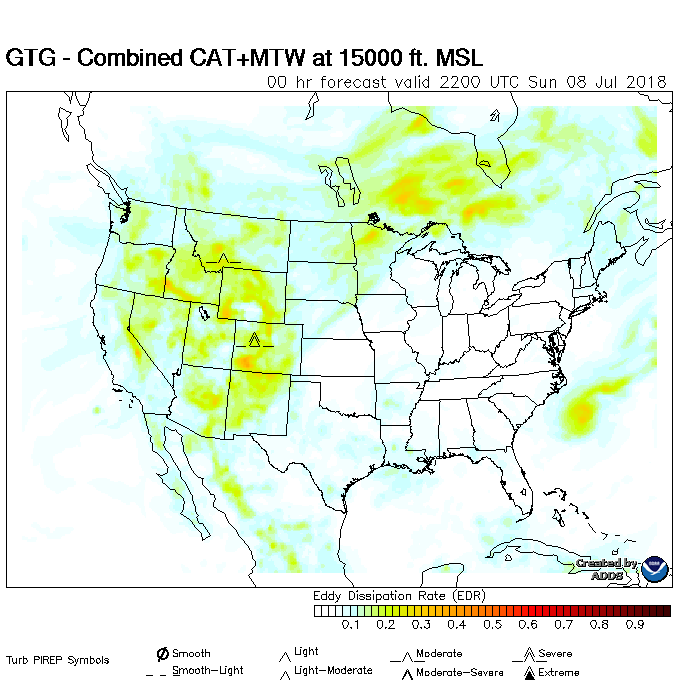 GTG - Combined CAT+MTW at 15000 ft. MSL
00 hr forecast valid 2200 UTC Sun 08 Jul 2018
Created by
ADDS
Eddy Dissipation Rate (EDR)
0.1 0.2 0.3 0.4 0.5 0.6 0.7 0.8 0.9
Turb PIREP Symbols
Smooth Light Moderate Severe
Smooth-Light Light-Moderate Moderate-Severe Extreme